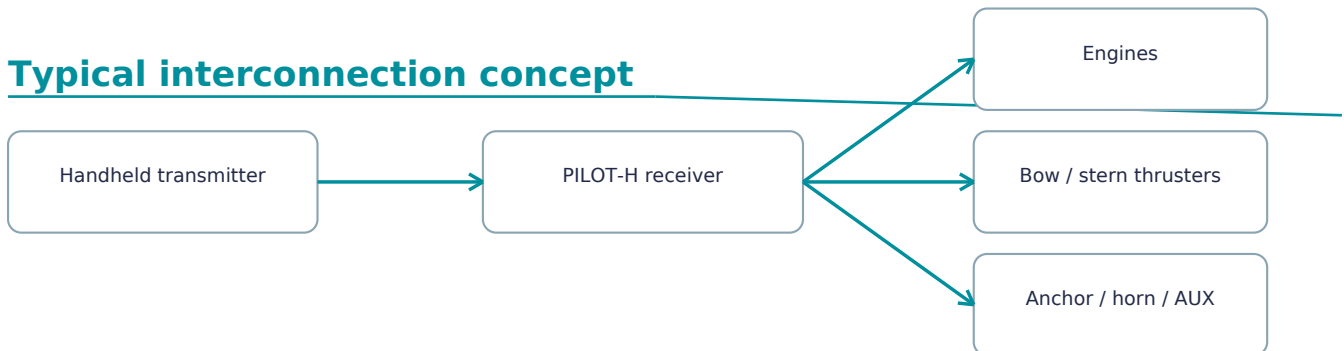 Typical interconnection concept
Engines
Handheld transmitter
PILOT-H receiver
Bow / stern thrusters
Anchor / horn / AUX